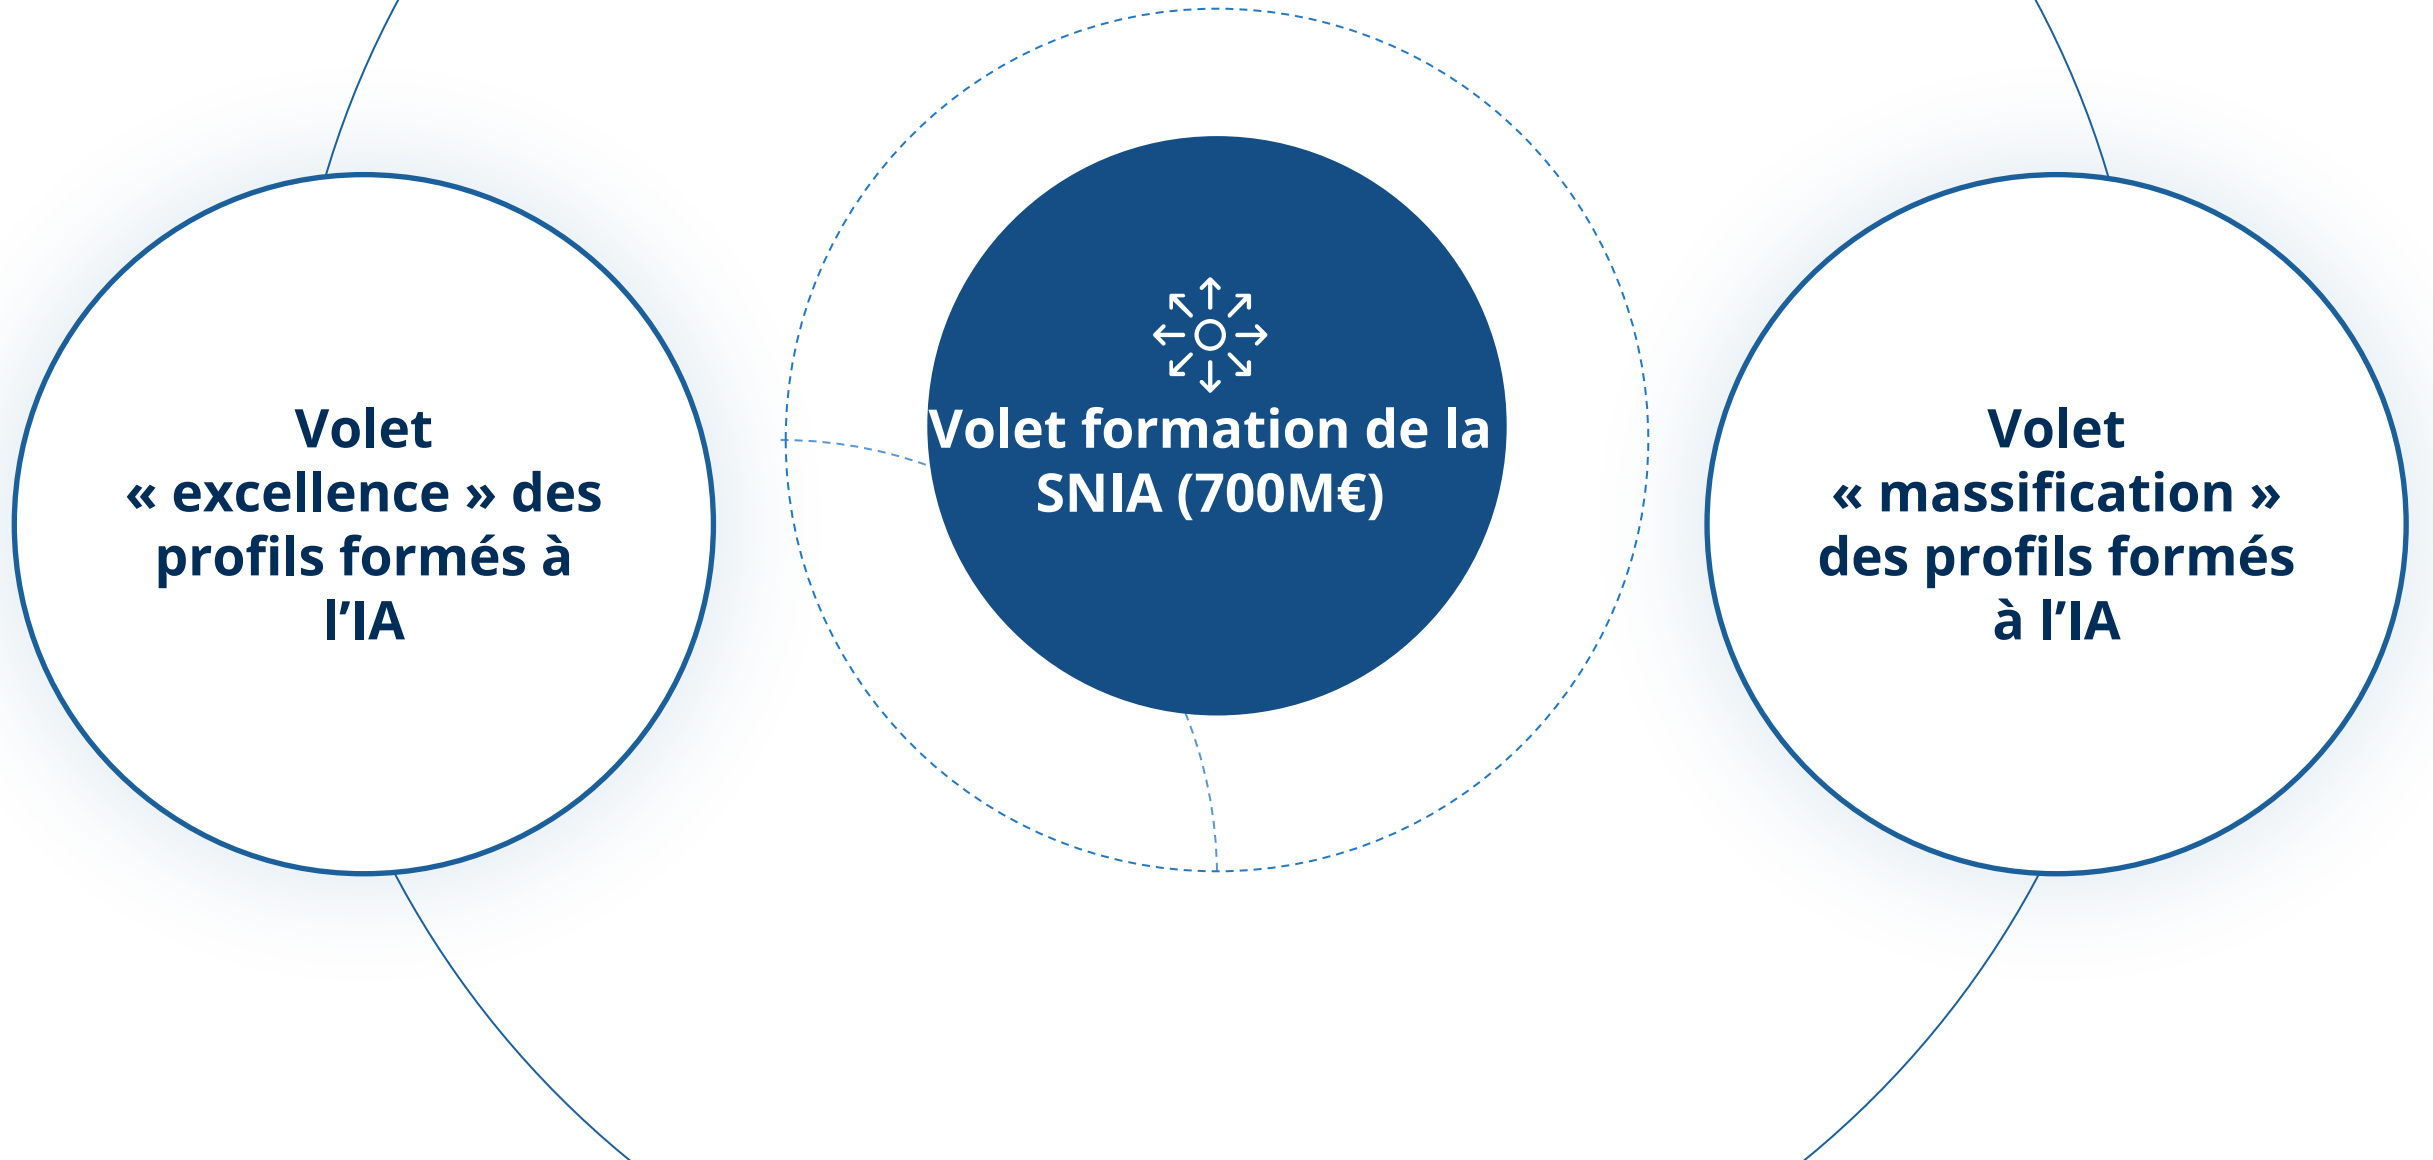 Volet
« excellence » des
profils formés à
l’IA
Volet formation de la
SNIA (700M€)
Volet
« massification »
des profils formés
à l’IA